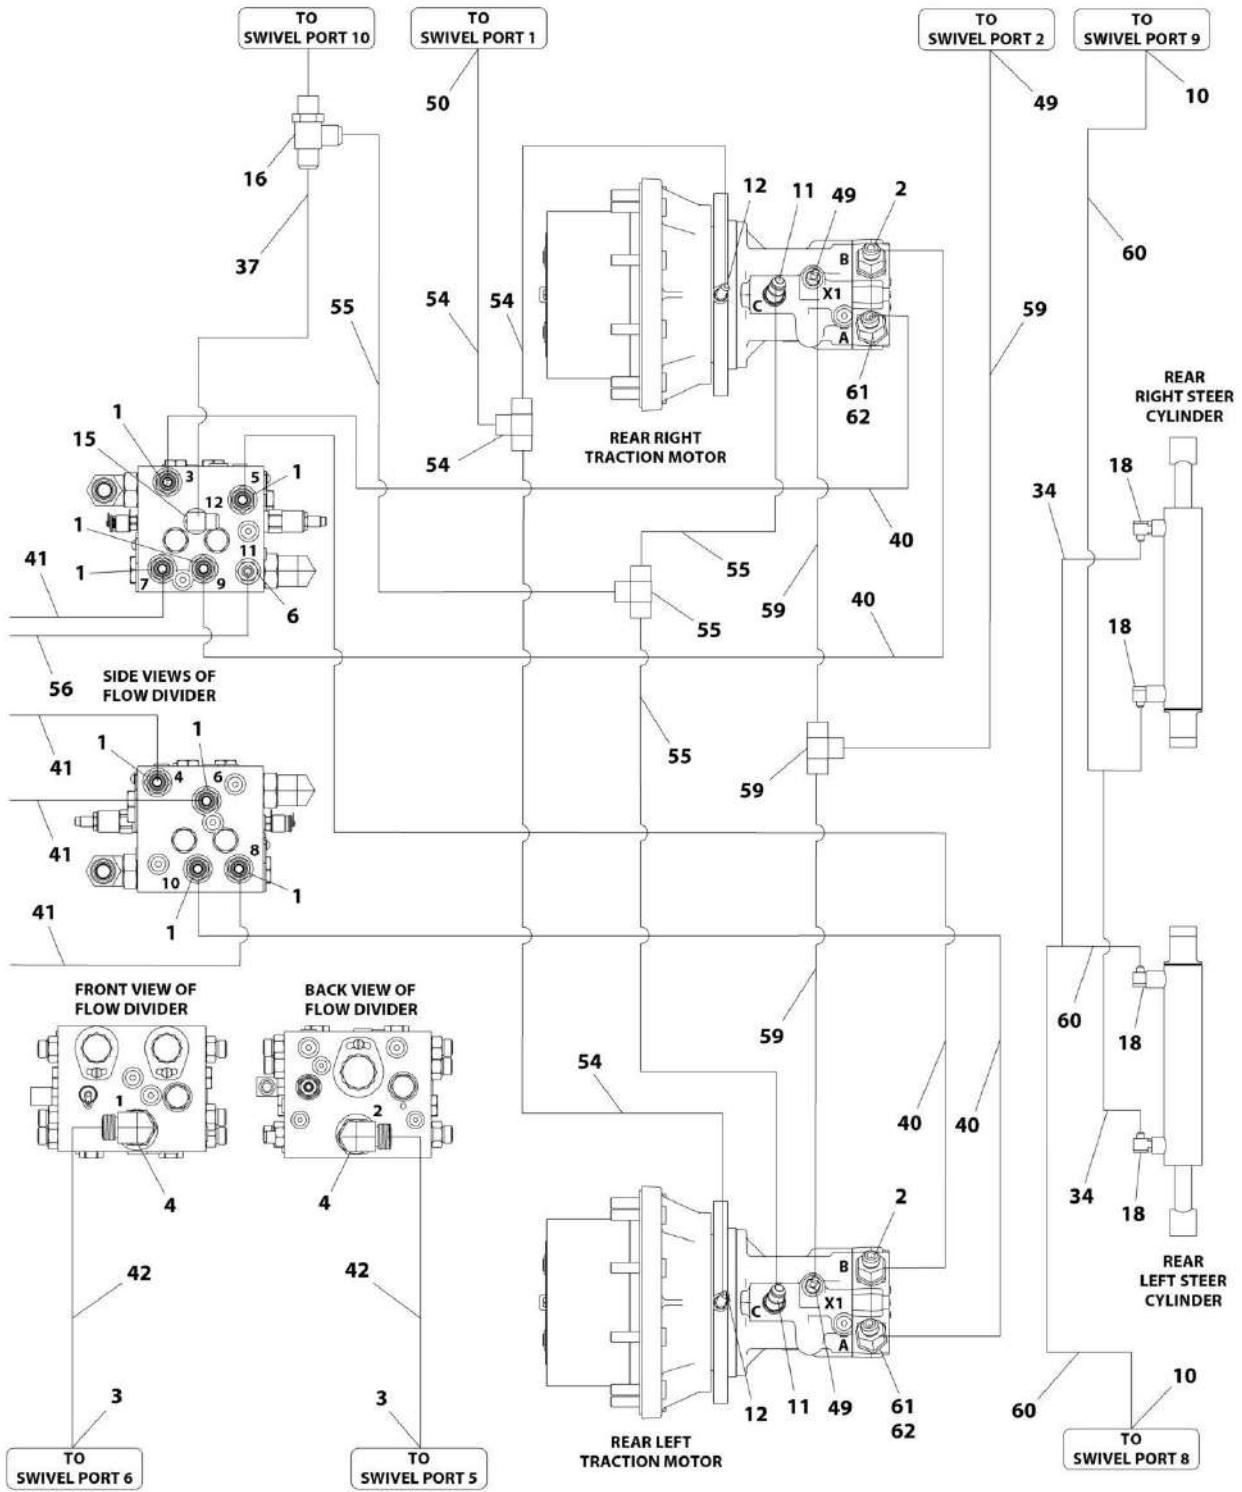 TO
SWIVEL PORT 10
TO
SWIVEL PORT 1
TO
SWIVEL PORT 2
TO
SWIVEL PORT 9
50
49
10
16
12
11
49
2
37
B
60
55
54
54
C
X1
59
A
61
62
REAR
RIGHT STEER
CYLINDER
1
15
3
5
1
REAR RIGHT
TRACTION MOTOR
54
18
12
34
1
11
40
41
1
7
9
6
55
59
40
55
18
56
SIDE VIEWS OF
FLOW DIVIDER
1
1
55
4
6
41
59
41
8
10
1
41
1
FRONT VIEW OF
FLOW DIVIDER
BACK VIEW OF
FLOW DIVIDER
59
60
18
54
1
2
40
40
4
4
34
18
2
42
42
B
REAR
LEFT STEER
CYLINDER
C
X1
A
3
3
12
11
49
61
62
60
10
TO
SWIVEL PORT 6
TO
SWIVEL PORT 5
REAR LEFT
TRACTION MOTOR
TO
SWIVEL PORT 8